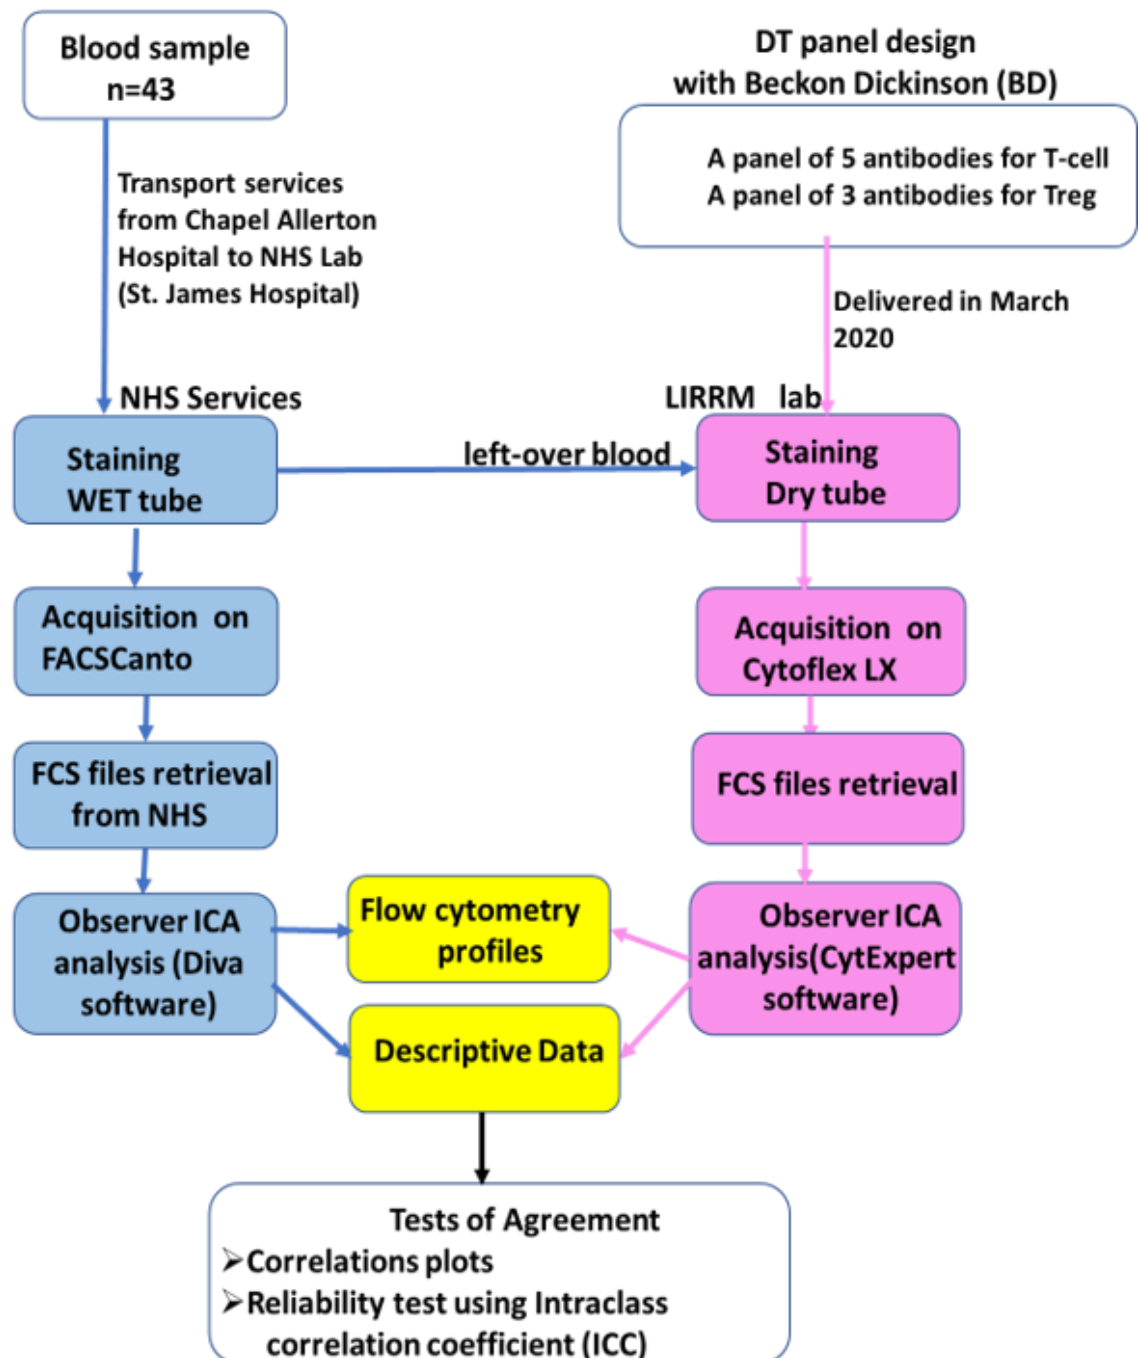 Blood sample
n=43
DT panel design
with Beckon Dickinson (BD)
A panel of 5 antibodies for T-cell
A panel of 3 antibodies for Treg
Transport services
from Chapel Allerton
Hospital to NHS Lab
(St. James Hospital)
Delivered in March
2020
NHS Services
LIRRM lab
Staining
WET tube
left-over blood
Staining
Dry tube
Acquisition on
FACSCanto
Acquisition on
Cytoflex LX
FCS files retrieval
from NHS
FCS files retrieval
Observer ICA
analysis (Diva
software)
Flow cytometry
profiles
Observer ICA
analysis(CytExpert
software)
Descriptive Data
Tests of Agreement
➢Correlations plots
➢Reliability test using Intraclass
correlation coefficient (ICC)